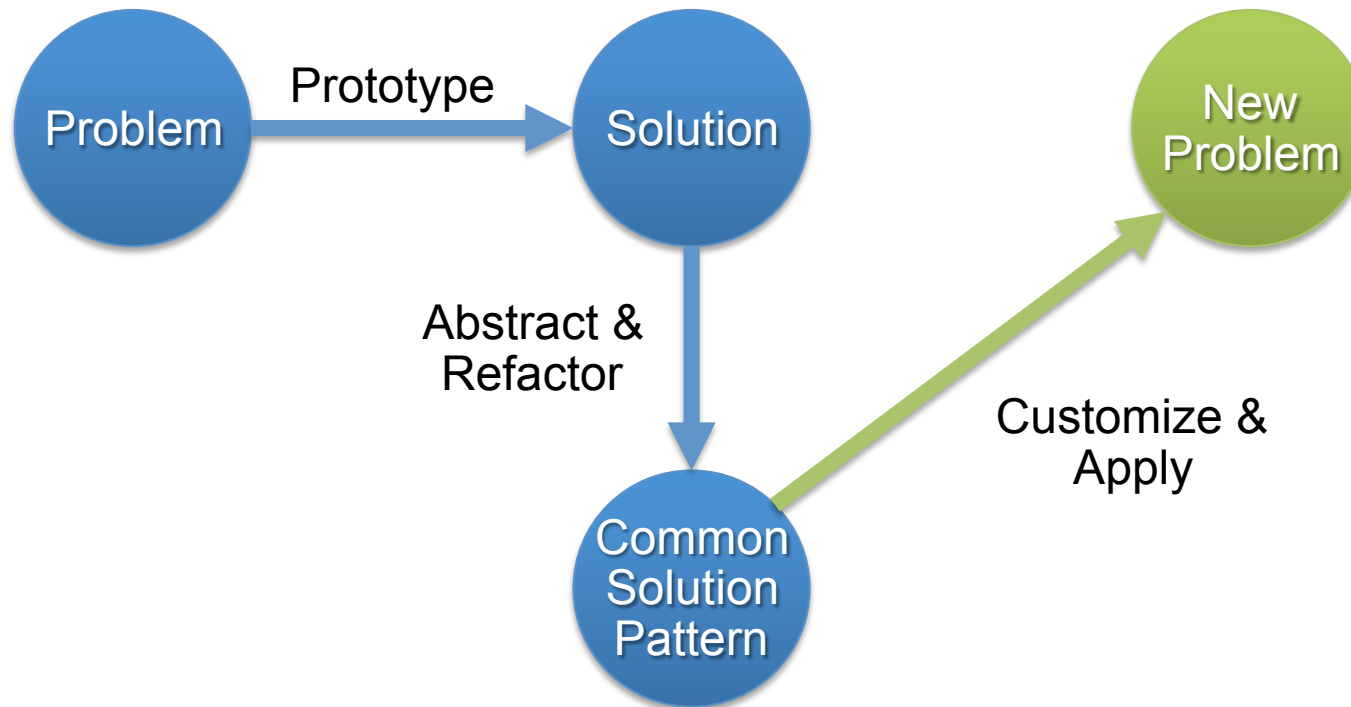 Problem
Prototype
Solution
New
Problem
Abstract &
Refactor
Customize &
Apply
Common
Solution
Pattern